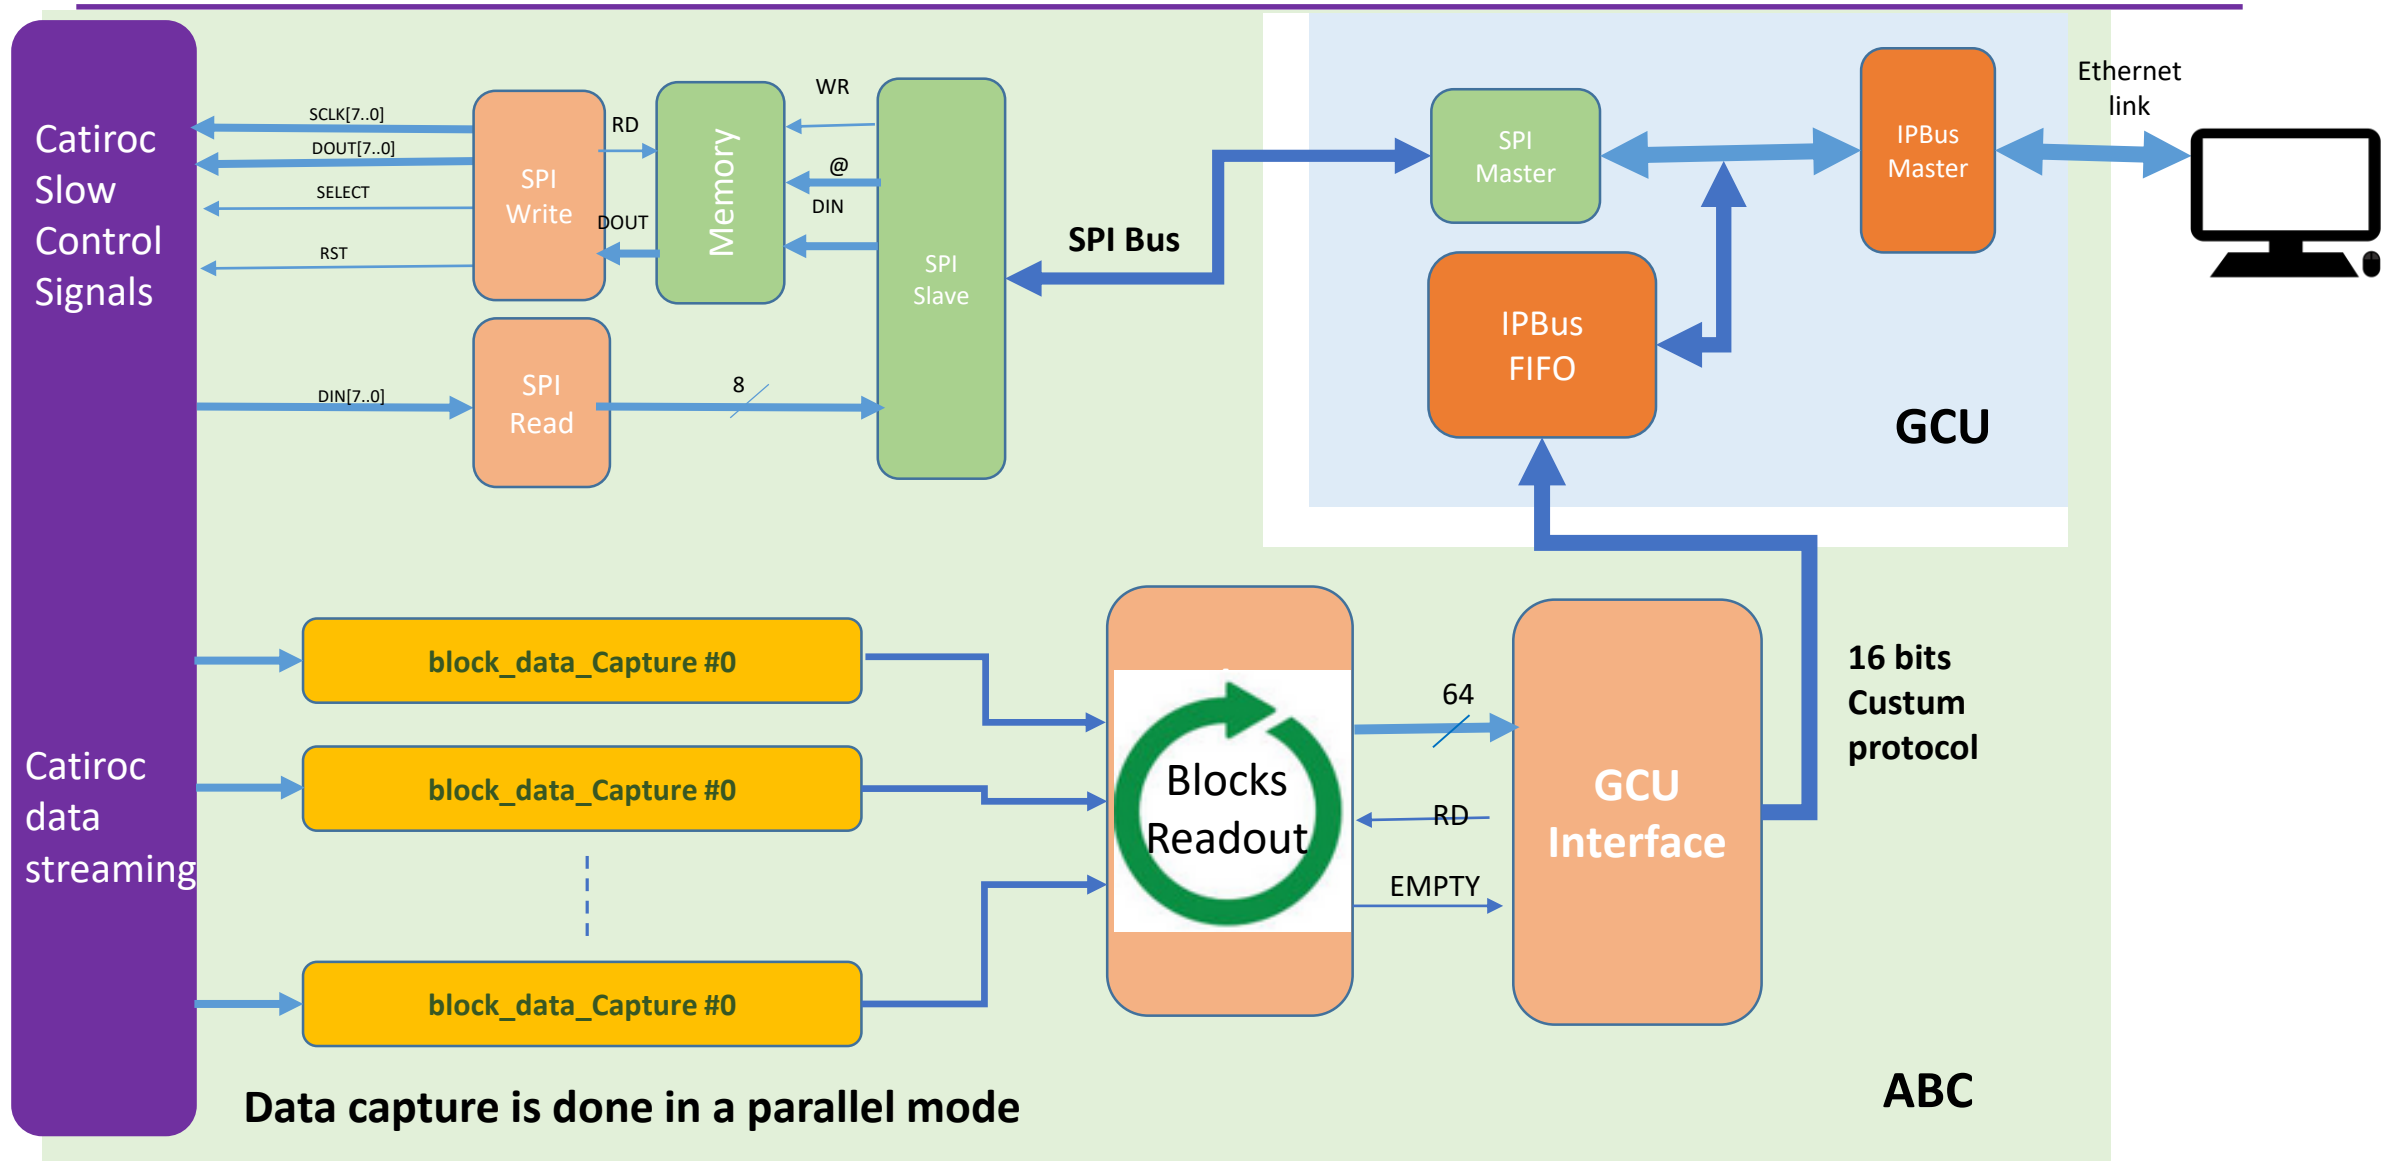 Catiroc
Slow
Control
Signals
SCLK[7..0]
DOUT[7..0]
SELECT
RST
DIN[7..0]
SPI
Write
RD
DOUT
Memory
WR
@
DIN
SPI
Slave
SPI
Read
8
SPI Bus
SPI
Master
IPBus
Master
Ethernet
link
IPBus
FIFO
GCU
Catiroc
data
streaming
block_data_Capture #0
block_data_Capture #0
block_data_Capture #0
Blocks
Readout
64
RD
EMPTY
GCU
Interface
16 bits
Custum
protocol
Data capture is done in a parallel mode
ABC